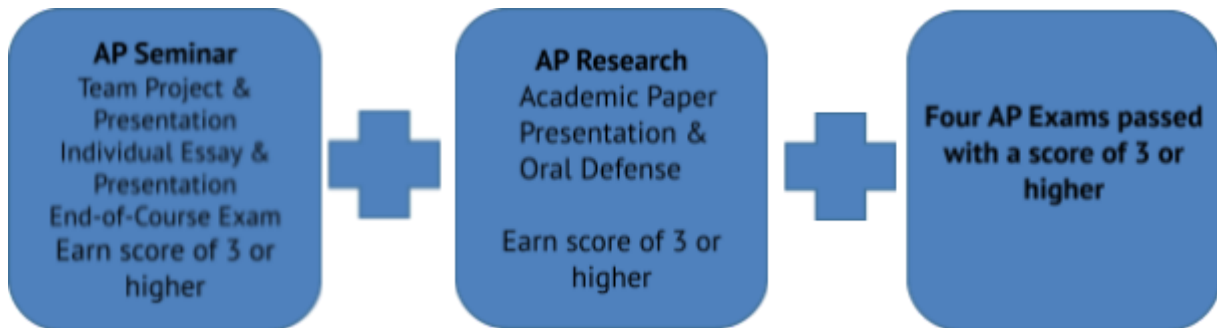 AP Seminar
Team Project &
Presentation
Individual Essay &
Presentation
End-of-Course Exam
Earn score of 3 or
higher
AP Research
Academic Paper
Presentation &
Oral Defense
Earn score of 3 or
higher
Four AP Exams passed
with a score of 3 or
higher